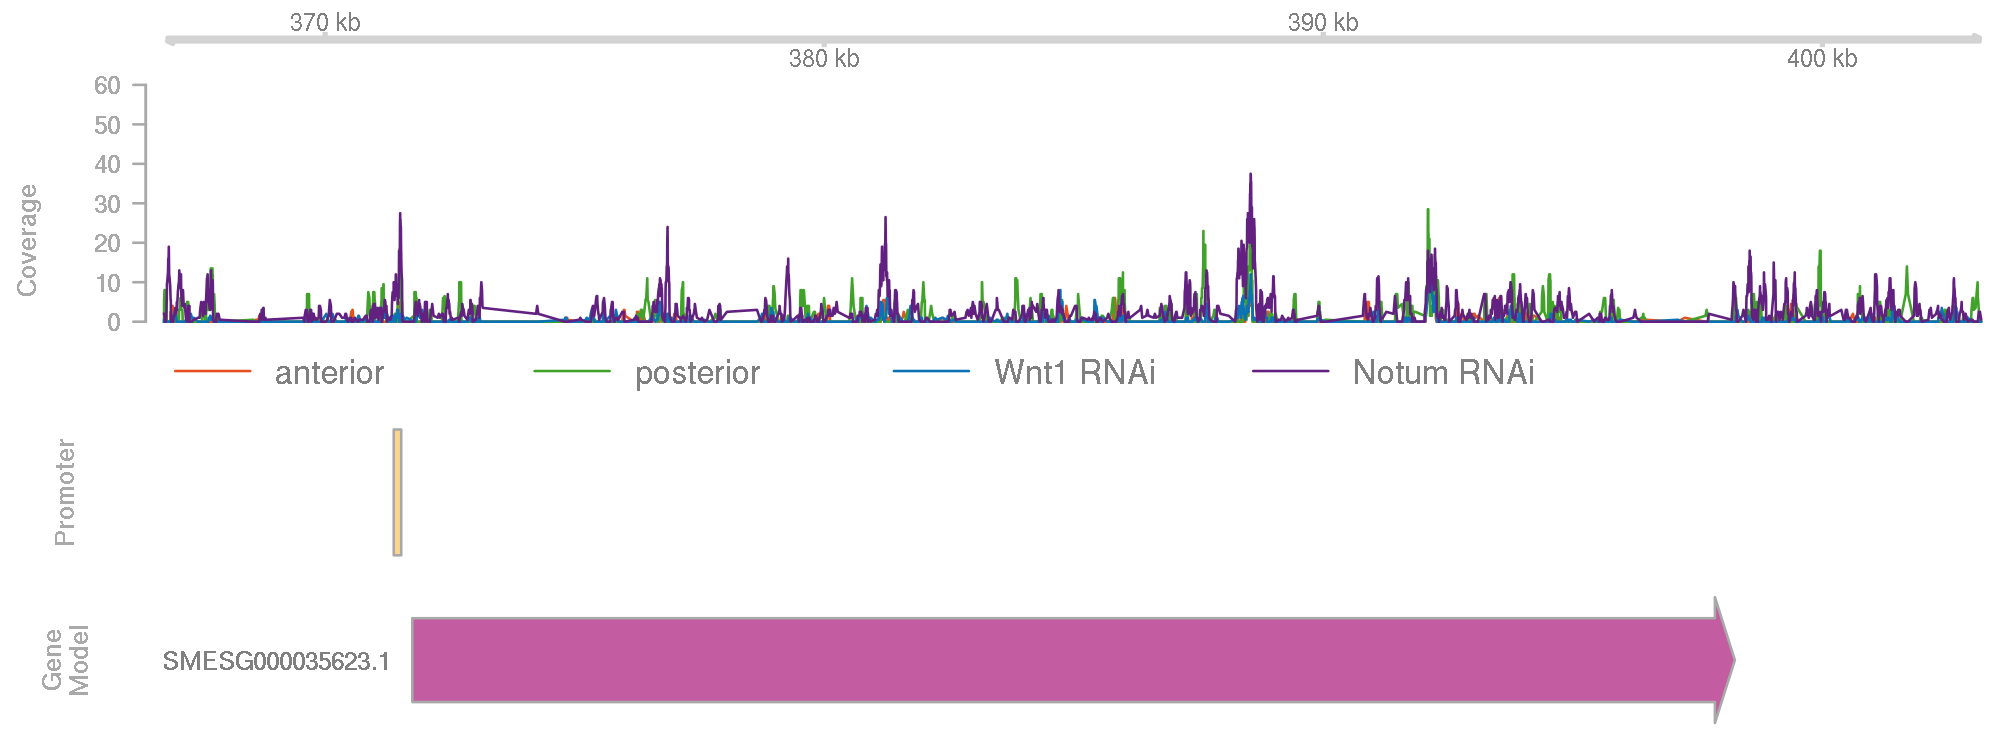 370 kb
390 kb
380 kb
400 kb
60
50
40
30
20
10
0
Coverage
anterior
posterior
Wnt1 RNAi
Notum RNAi
Promoter
Gene
Model
SMESG000035623.1